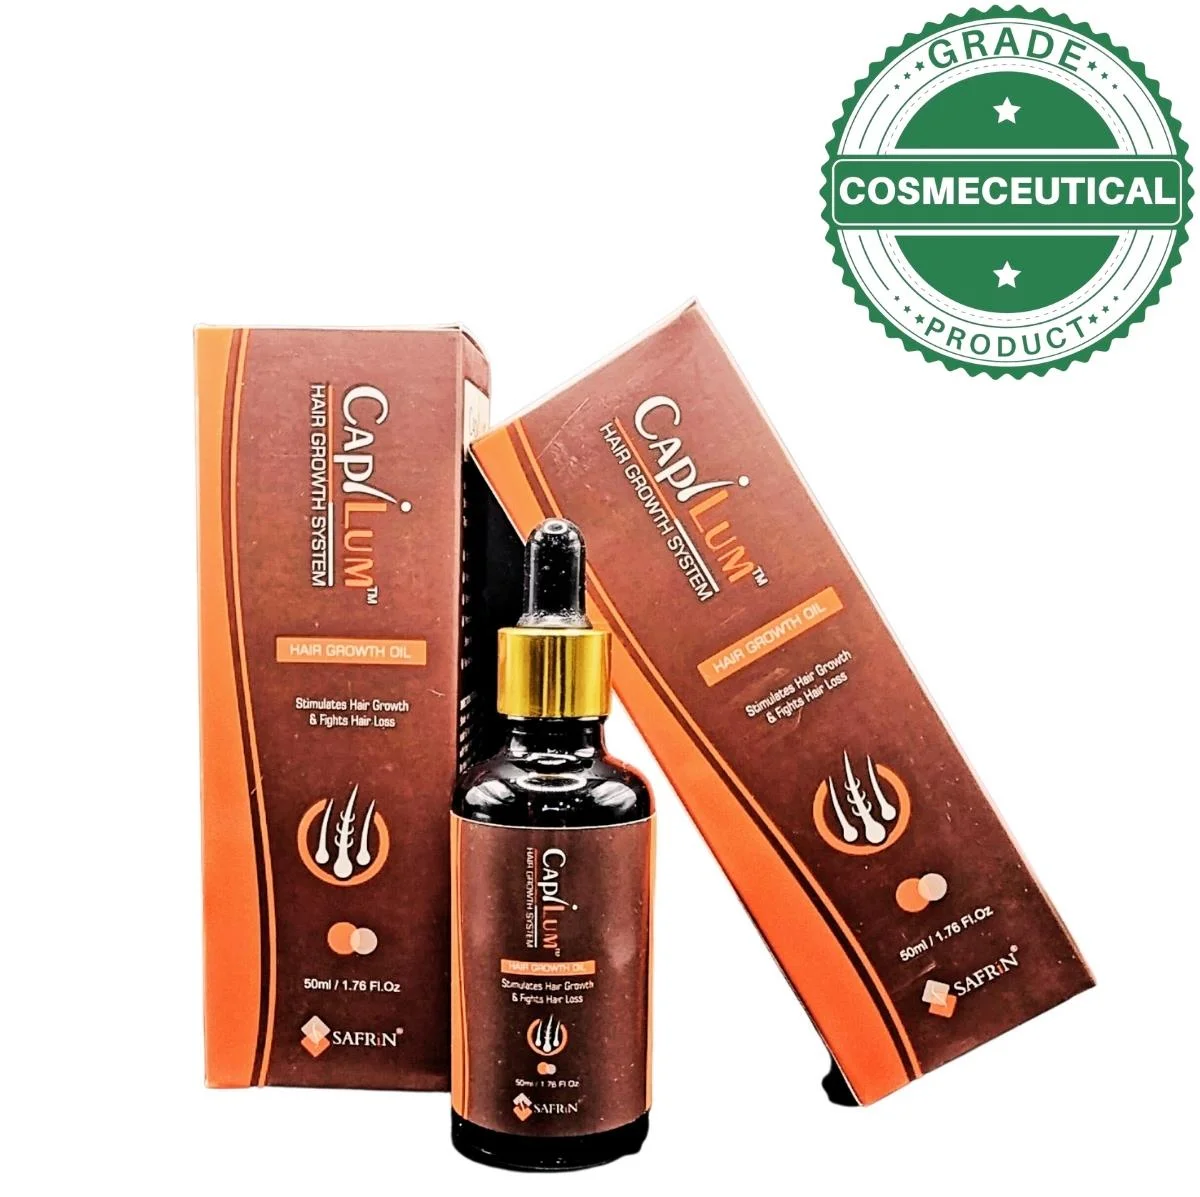 GRADE
COSMECEUTICAL
PRODUCT
CAPILUM™
HAIR GROWTH SYSTEM
HAIR GROWTH OIL
Stimulates Hair Growth
& Fights Hair Loss
50ml / 1.76 Fl.Oz
SAFRiN®
CAPILUM™
HAIR GROWTH SYSTEM
HAIR GROWTH OIL
Stimulates Hair Growth
& Fights Hair Loss
50ml / 1.76 Fl.Oz
SAFRiN®
CAPILUM™
HAIR GROWTH SYSTEM
HAIR GROWTH OIL
Stimulates Hair Growth
& Fights Hair Loss
50ml / 1.76 Fl.Oz
SAFRiN®